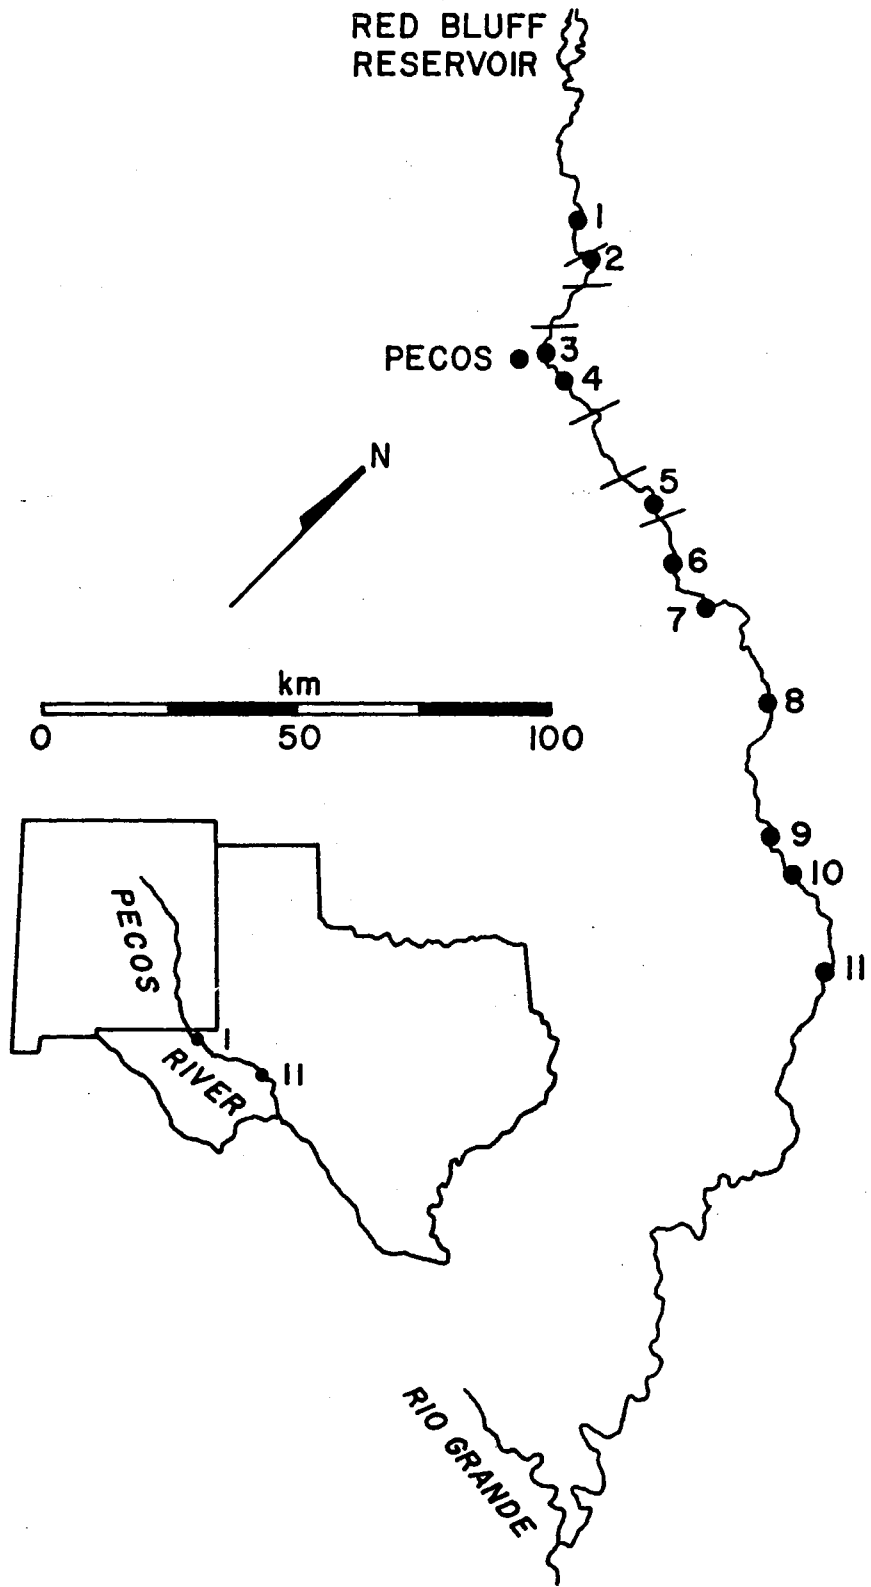 RED BLUFF
RESERVOIR
1
2
3
PECOS
4
N
5
6
7
km
8
0 50 100
9
10
PECOS
11
1
RIVER
11
RIO GRANDE